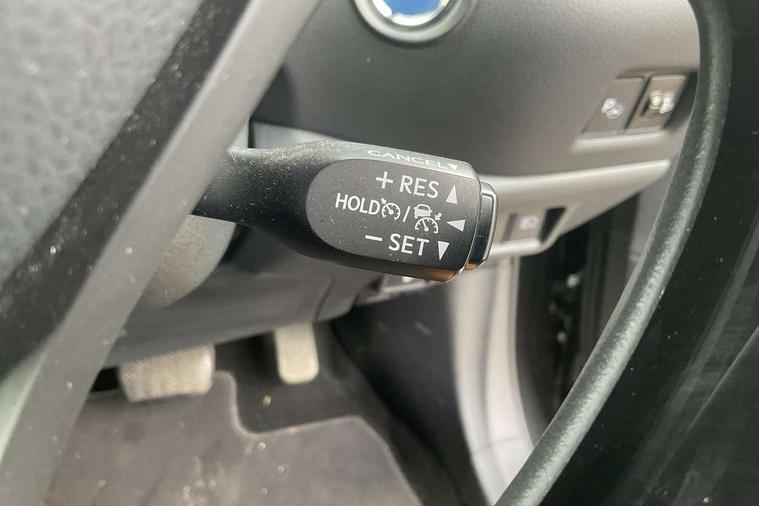 CANCEL
+ RES
HOLD /
− SET